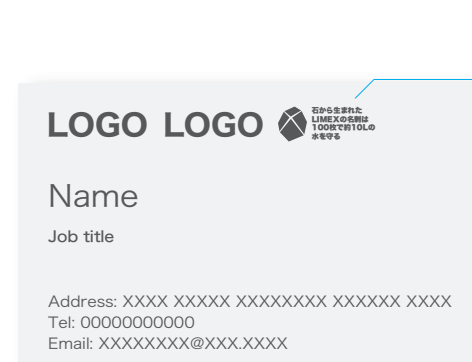 LOGO LOGO
石から生まれた
LIMEXの名刺は
100枚で約10Lの
水を守る
Name
Job title
Address: XXXX XXXXX XXXXXXXX XXXXXX XXXX
Tel: 00000000000
Email: XXXXXXXX@XXX.XXXX